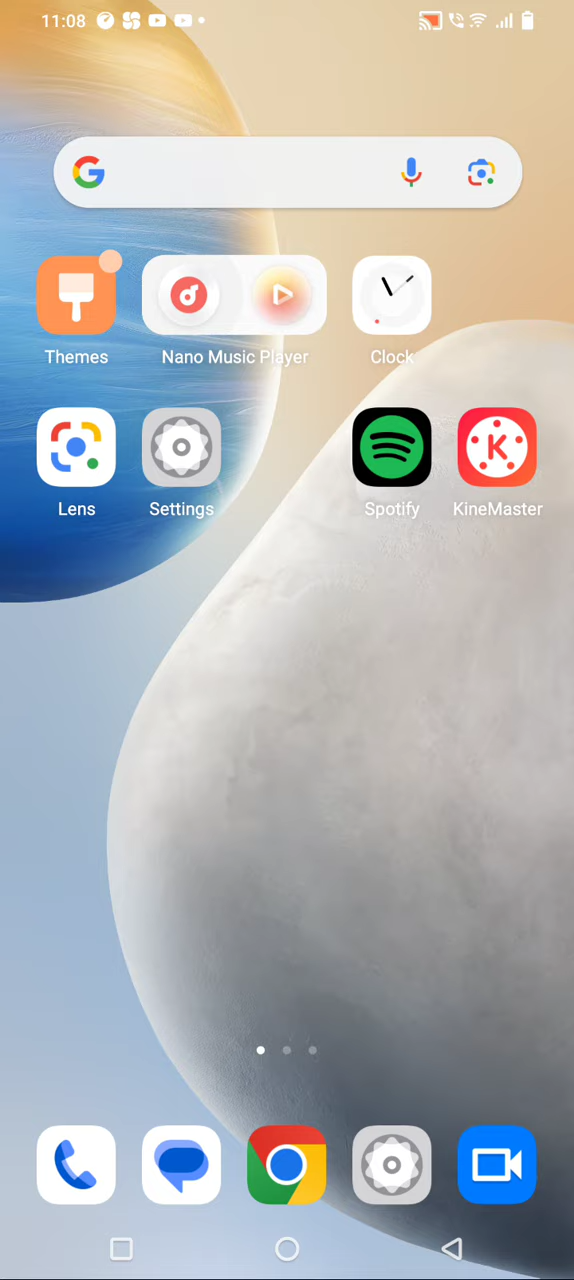 11:08
Themes
Nano Music Player
Clock
Lens
Settings
Spotify
KineMaster